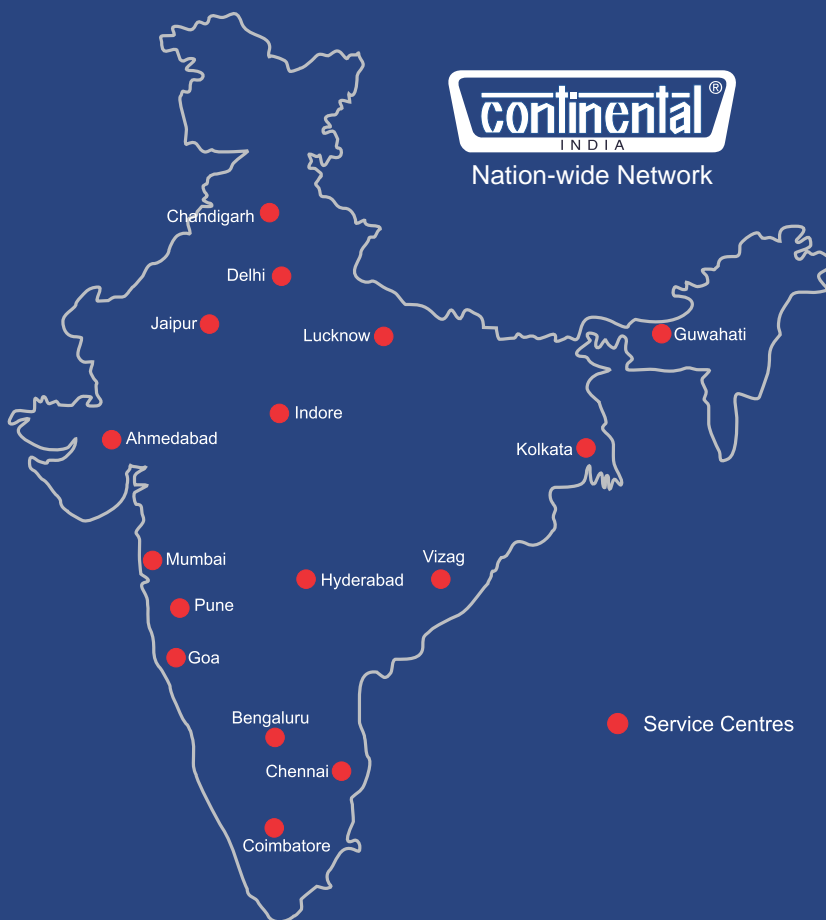 continental®
INDIA
Nation-wide Network
Chandigarh
Delhi
Jaipur
Lucknow
Guwahati
Indore
Ahmedabad
Kolkata
Mumbai
Vizag
Hyderabad
Pune
Goa
Bengaluru
Service Centres
Chennai
Coimbatore